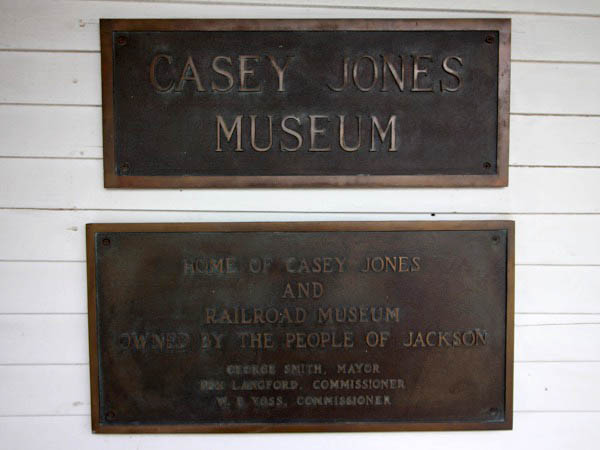 CASEY JONES
MUSEUM
HOME OF CASEY JONES
AND
RAILROAD MUSEUM
OWNED BY THE PEOPLE OF JACKSON
GEORGE SMITH, MAYOR
LANGFORD, COMMISSIONER
W. P VOSS, COMMISSIONER